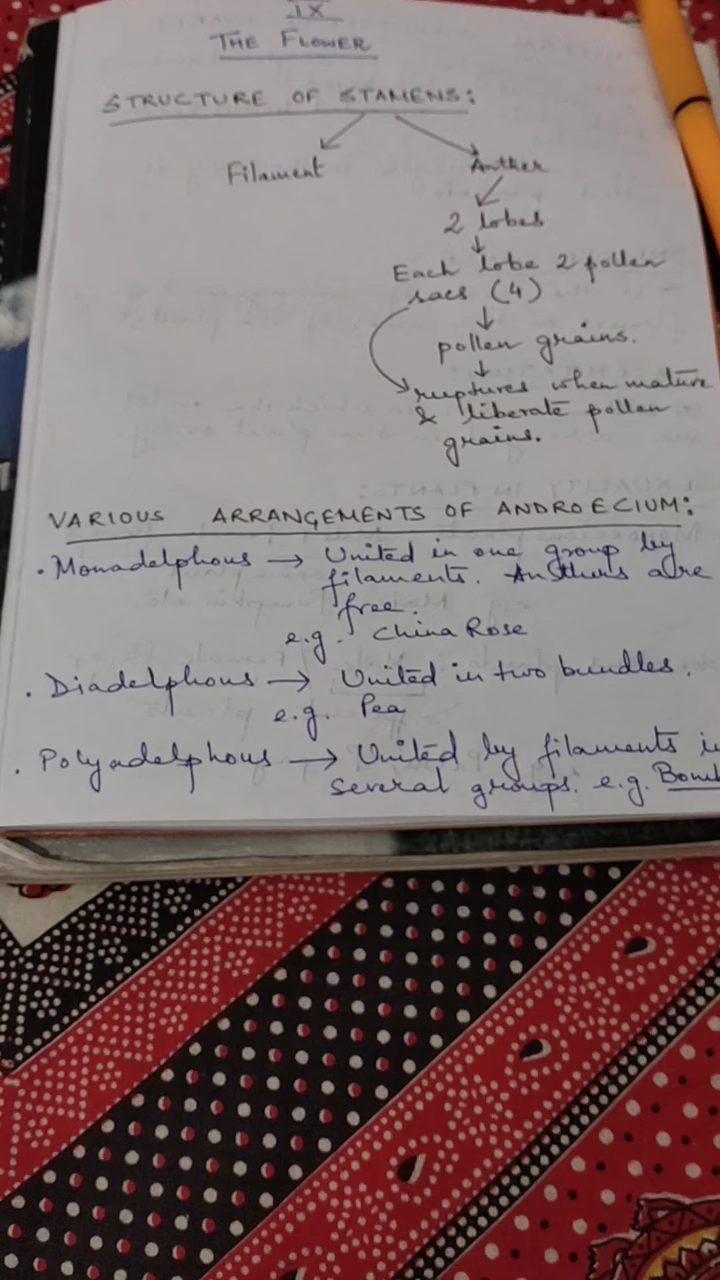 IX
THE FLOWER
STRUCTURE OF STAMENS:
Filament Anther
2 lobes
Each lobe 2 pollen
sacs (4)
pollen grains.
ruptures when mature
& liberate pollen
grains.
VARIOUS ARRANGEMENTS OF ANDROECIUM:
• Monadelphous → United in one group by
filaments. Anthers are
free.
e.g. China Rose
• Diadelphous → United in two bundles.
e.g. Pea
• Polyadelphous → United by filaments in
several groups. e.g. Bomb